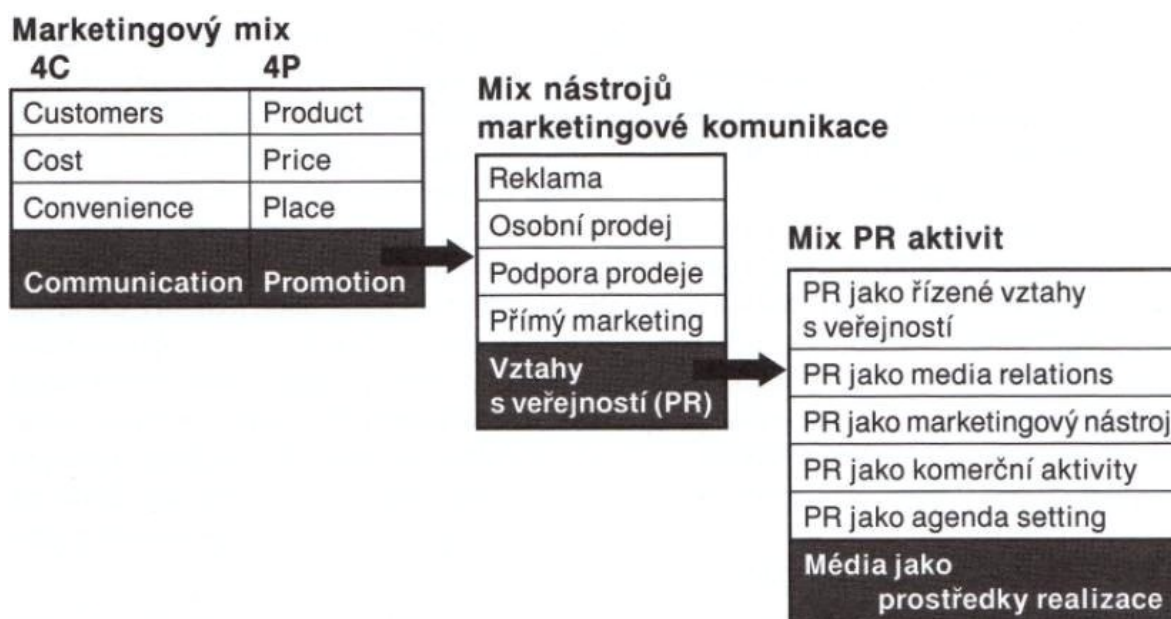 Marketingový mix
4C 4P
Customers Product
Cost Price
Convenience Place
Communication Promotion
Mix nástrojů
marketingové komunikace
Reklama
Osobní prodej
Podpora prodeje
Přímý marketing
Vztahy
s veřejností (PR)
Mix PR aktivit
PR jako řízené vztahy
s veřejností
PR jako media relations
PR jako marketingový nástroj
PR jako komerční aktivity
PR jako agenda setting
Média jako
prostředky realizace